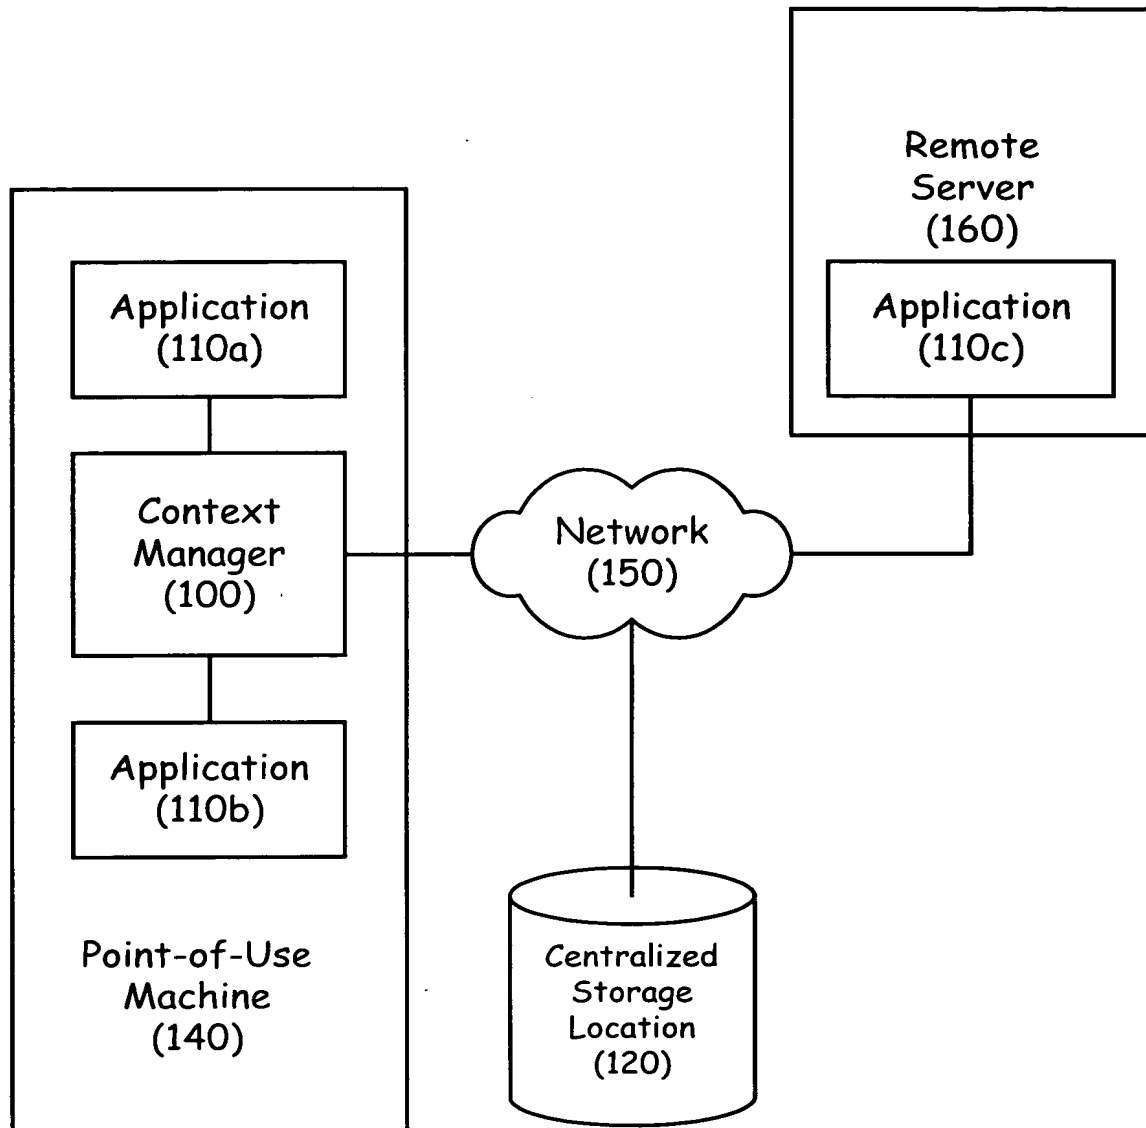 Remote
Server
(160)
Application
(110c)
Application
(110a)
Context
Manager
(100)
Application
(110b)
Point-of-Use
Machine
(140)
Network
(150)
Centralized
Storage
Location
(120)